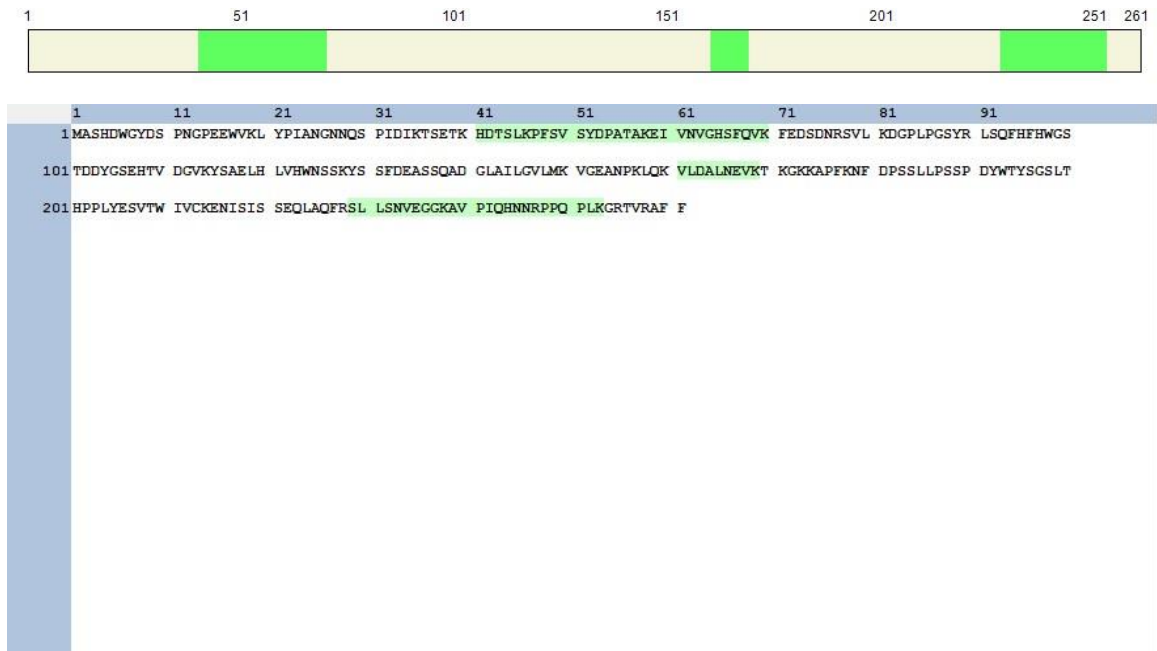 1 51 101 151 201 251 261
1 11 21 31 41 51 61 71 81 91
1 MASHDWGYDS PNGPEEWVKL YPIANGNNQS PIDIKTSETK HDTSLKPFSV SYDPATAKEI VNVGHSFQVK FEDSDNRSVL KDGPLPGSYR LSQFHFHWGS
101 TDDYGSEHTV DGVKYSAELH LVHWNSSKYS SFDEASSQAD GLAILGVLMK VGEANPKLQK VLDALNEVKT KGKKAPFKNF DPSSLLPSSP DYWTYSGSLT
201 HPPLYESVTW IVCKENISIS SEQLAQFRSL LSNVEGGKAV PIQHNNRPPQ PLKGRTVRAF F